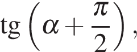 tg(α + π/2),